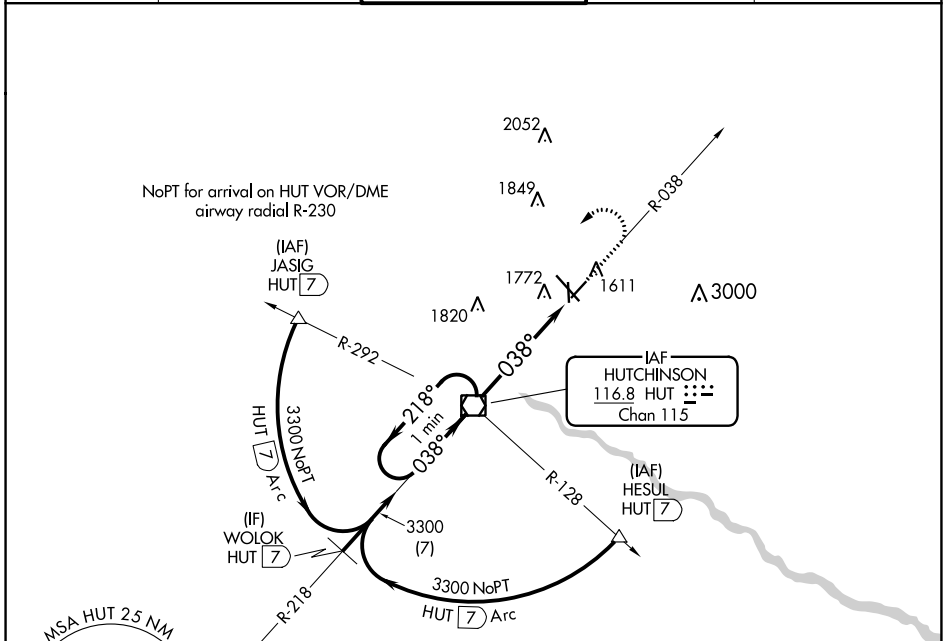 2052
1849
R-038
NoPT for arrival on HUT VOR/DME
airway radial R-230
(IAF)
JASIG
HUT 7
1772
1611
3000
1820
R-292
038°
IAF
HUTCHINSON
116.8 HUT
Chan 115
218°
1 min
038°
3300 NoPT
HUT 7 Arc
R-128
(IAF)
HESUL
HUT 7
(IF)
WOLOK
HUT 7
3300
(7)
3300 NoPT
HUT 7 Arc
R-218
MSA HUT 25 NM